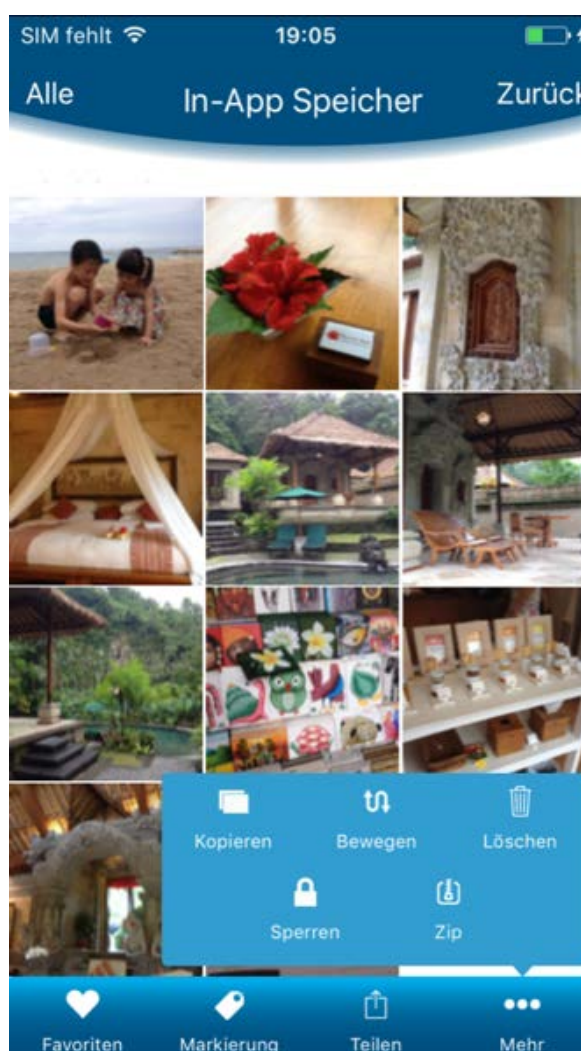 SIM fehlt 19:05
Alle In-App Speicher Zurück
Kopieren Bewegen Löschen
Sperren Zip
Favoriten Markierung Teilen Mehr